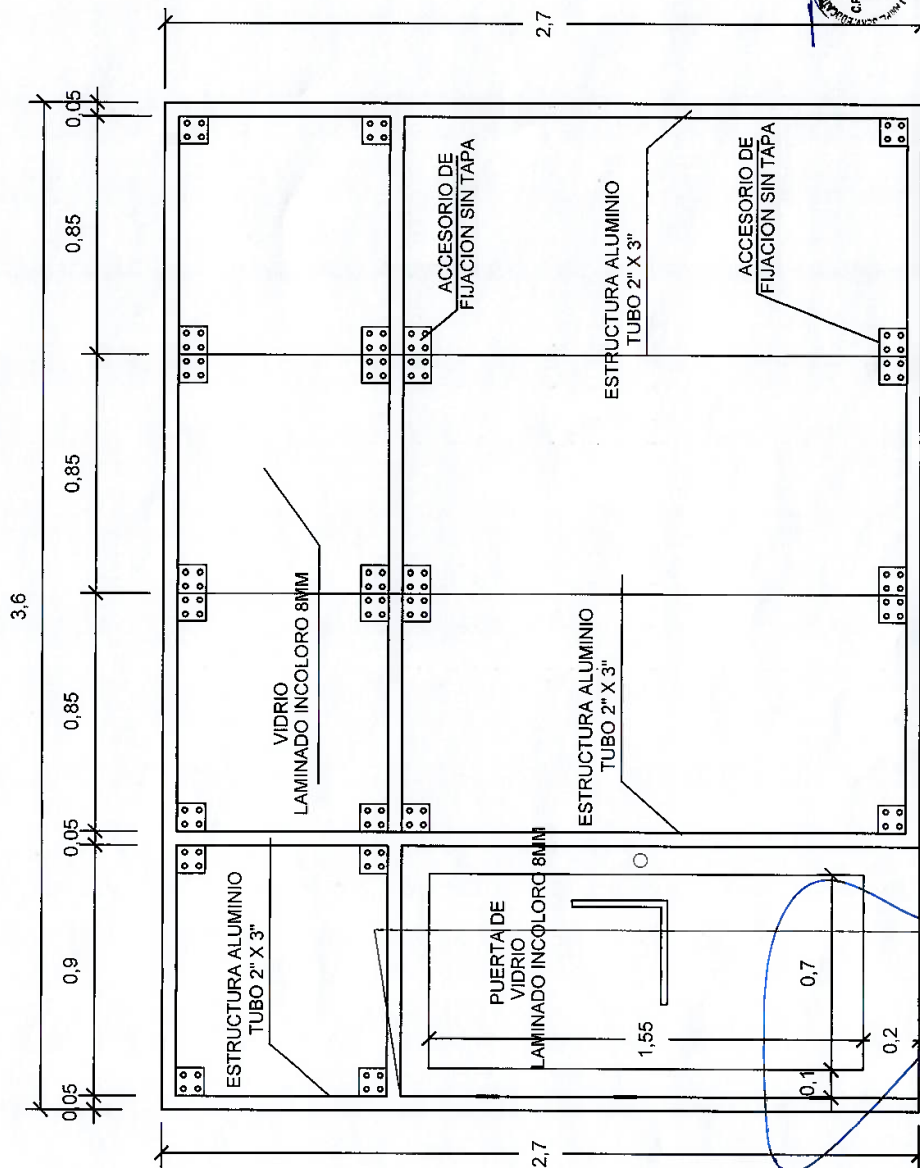 3,6
0,05
0,9
0,05
0,85
0,85
0,85
0,05
2,7
2,7
ESTRUCTURA ALUMINIO
TUBO 2" X 3"
VIDRIO
LAMINADO INCOLORO 8MM
ACCESORIO DE
FIJACION SIN TAPA
PUERTA DE
VIDRIO
LAMINADO INCOLORO 8MM
ESTRUCTURA ALUMINIO
TUBO 2" X 3"
ESTRUCTURA ALUMINIO
TUBO 2" X 3"
ACCESORIO DE
FIJACION SIN TAPA
1,55
0,7
0,1
0,2